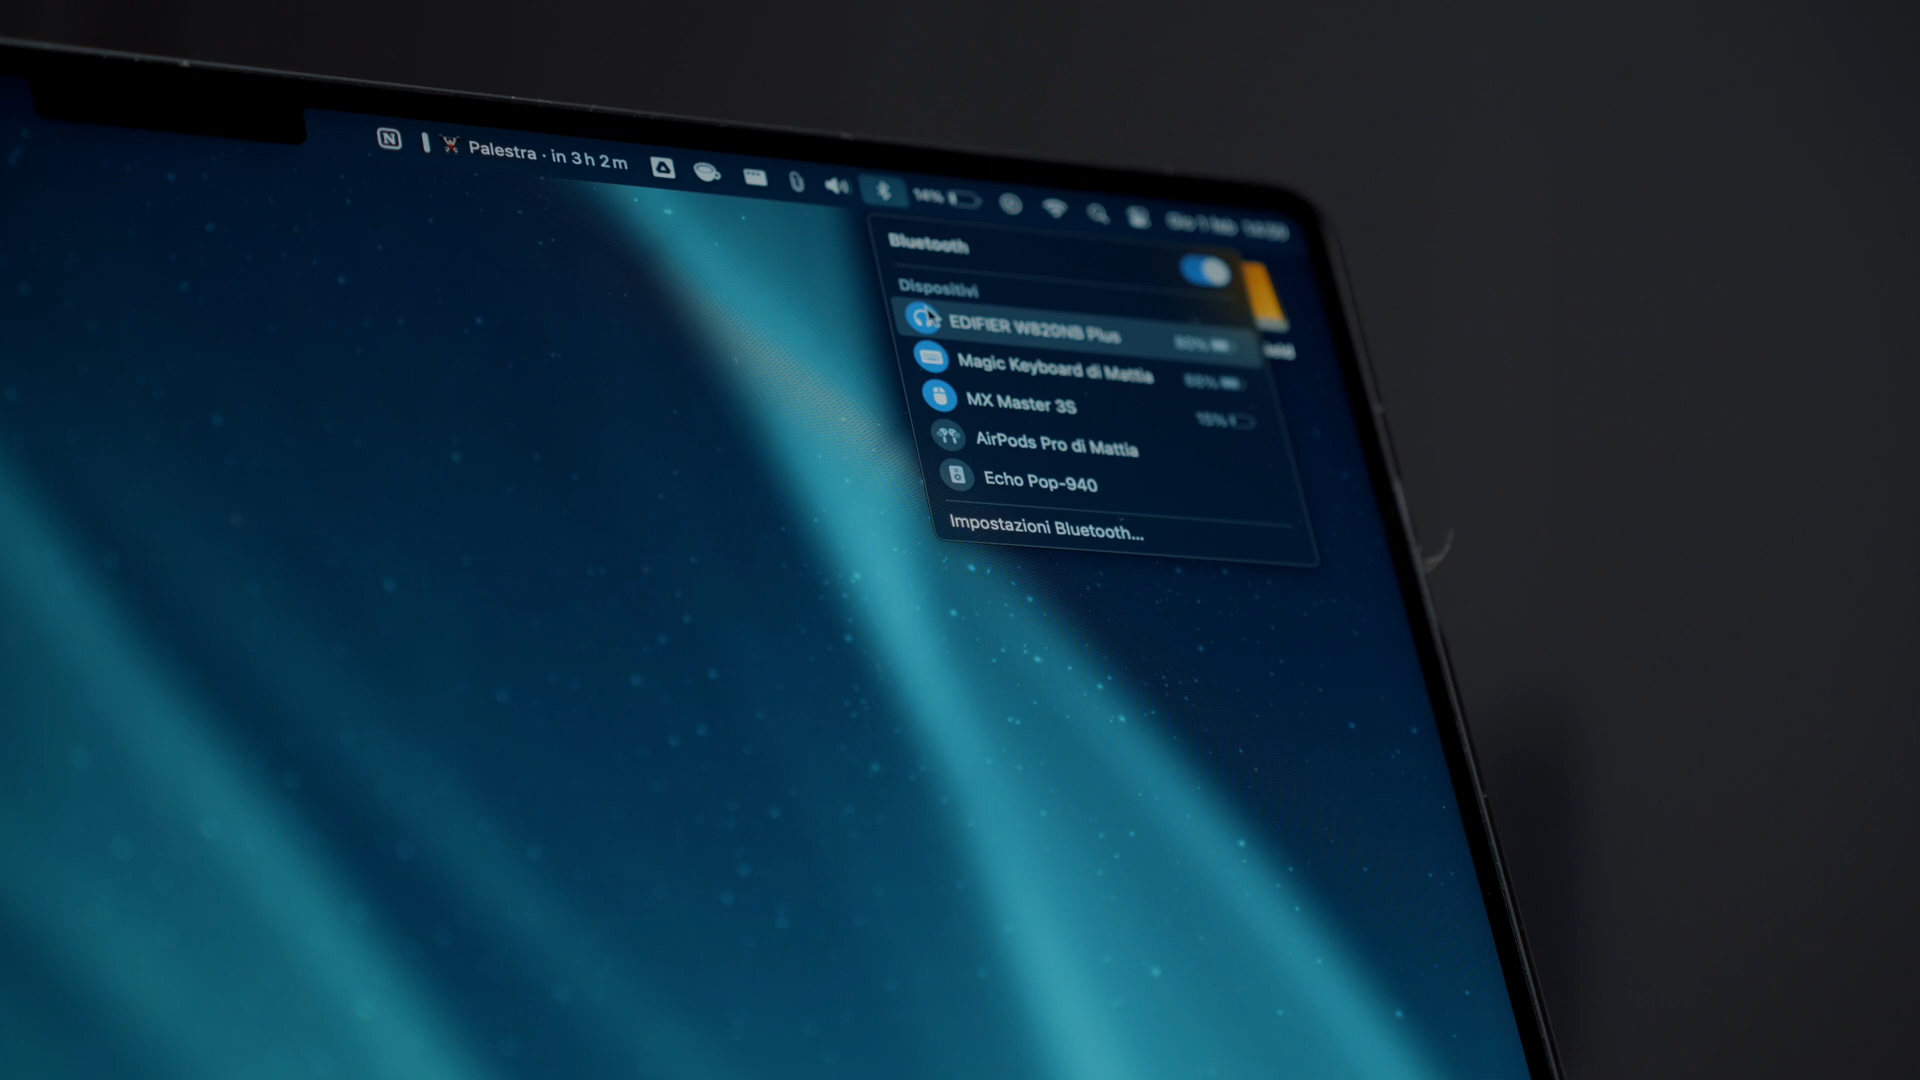 N
Palestra · in 3 h 2 m
Bluetooth
Dispositivi
EDIFIER W820NB Plus
Magic Keyboard di Mattia
MX Master 3S
15%
AirPods Pro di Mattia
Echo Pop-940
Impostazioni Bluetooth...